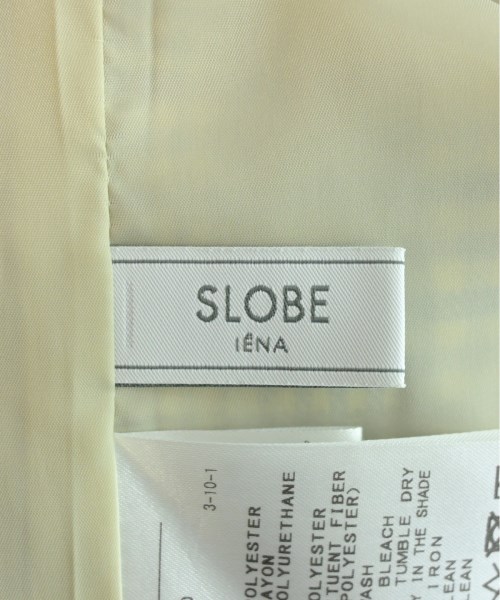 SLOBE
IÉNA
3-10-1
OLYESTER
AYON
OLYURETHANE
OLYESTER
TUENT FIBER
POLYESTER)
ASH
BLEACH
TUMBLE DRY
Y IN THE SHADE
IRON
LEAN
LEAN